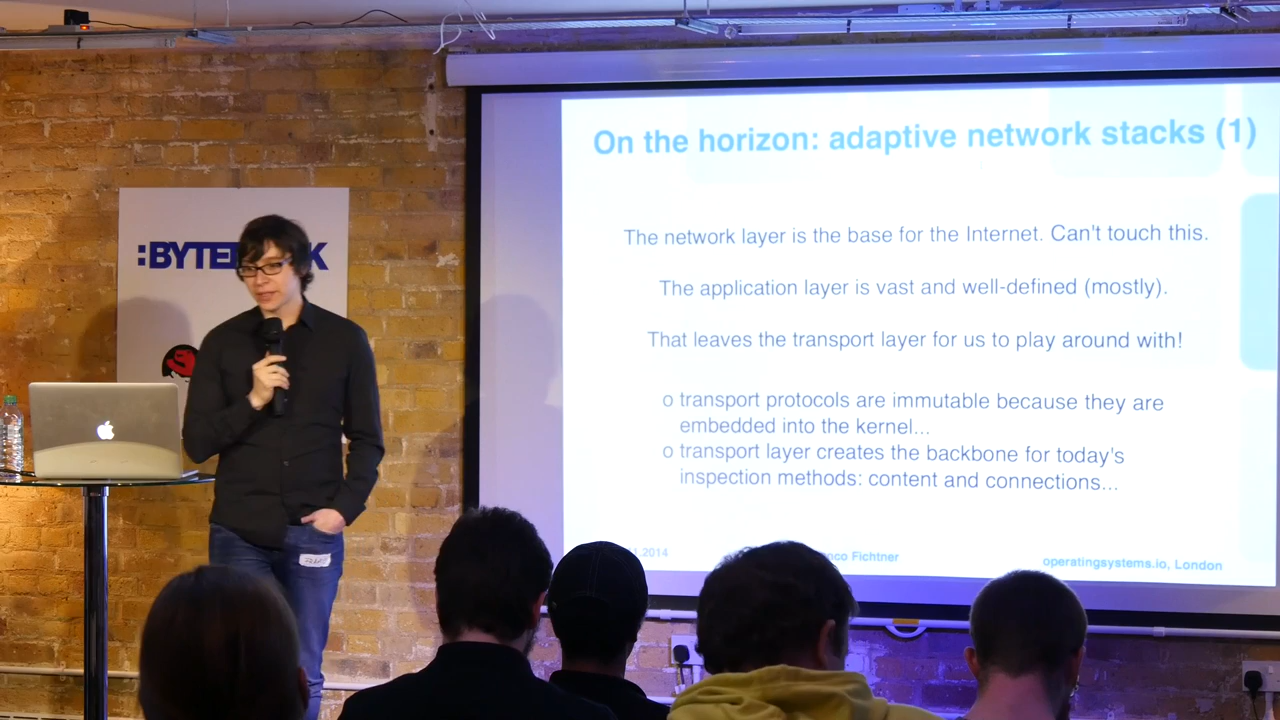 On the horizon: adaptive network stacks (1)
The network layer is the base for the Internet. Can't touch this.
The application layer is vast and well-defined (mostly).
That leaves the transport layer for us to play around with!
o transport protocols are immutable because they are
embedded into the kernel...
o transport layer creates the backbone for today's
inspection methods: content and connections...
.2014
Fichtner
operatingsystems.io, London